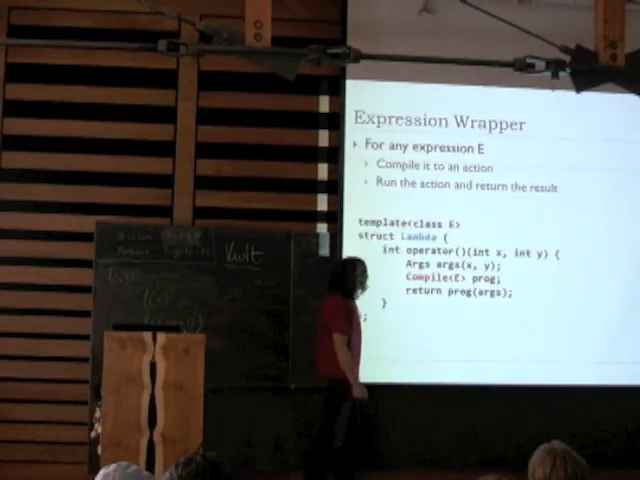 Expression Wrapper
For any expression E
Compile it to an action
Run the action and return the result
template<class E>
struct Lambda {
int operator()(int x, int y) {
Args args(x, y);
Compile<E> prog;
return prog(args);
}
;
Vault